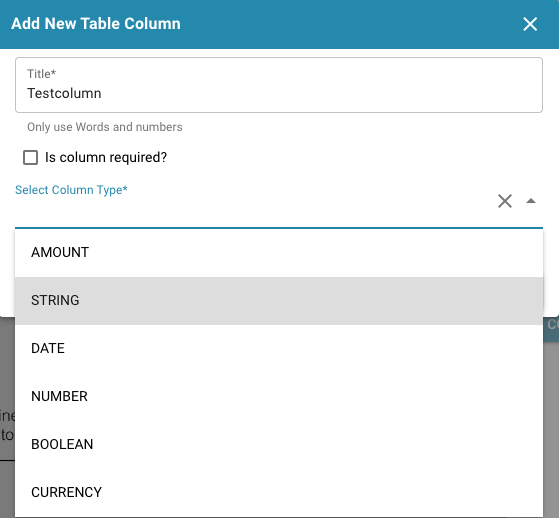 Add New Table Column
Title*
Testcolumn
Only use Words and numbers
Is column required?
Select Column Type*
AMOUNT
STRING
DATE
NUMBER
BOOLEAN
CURRENCY